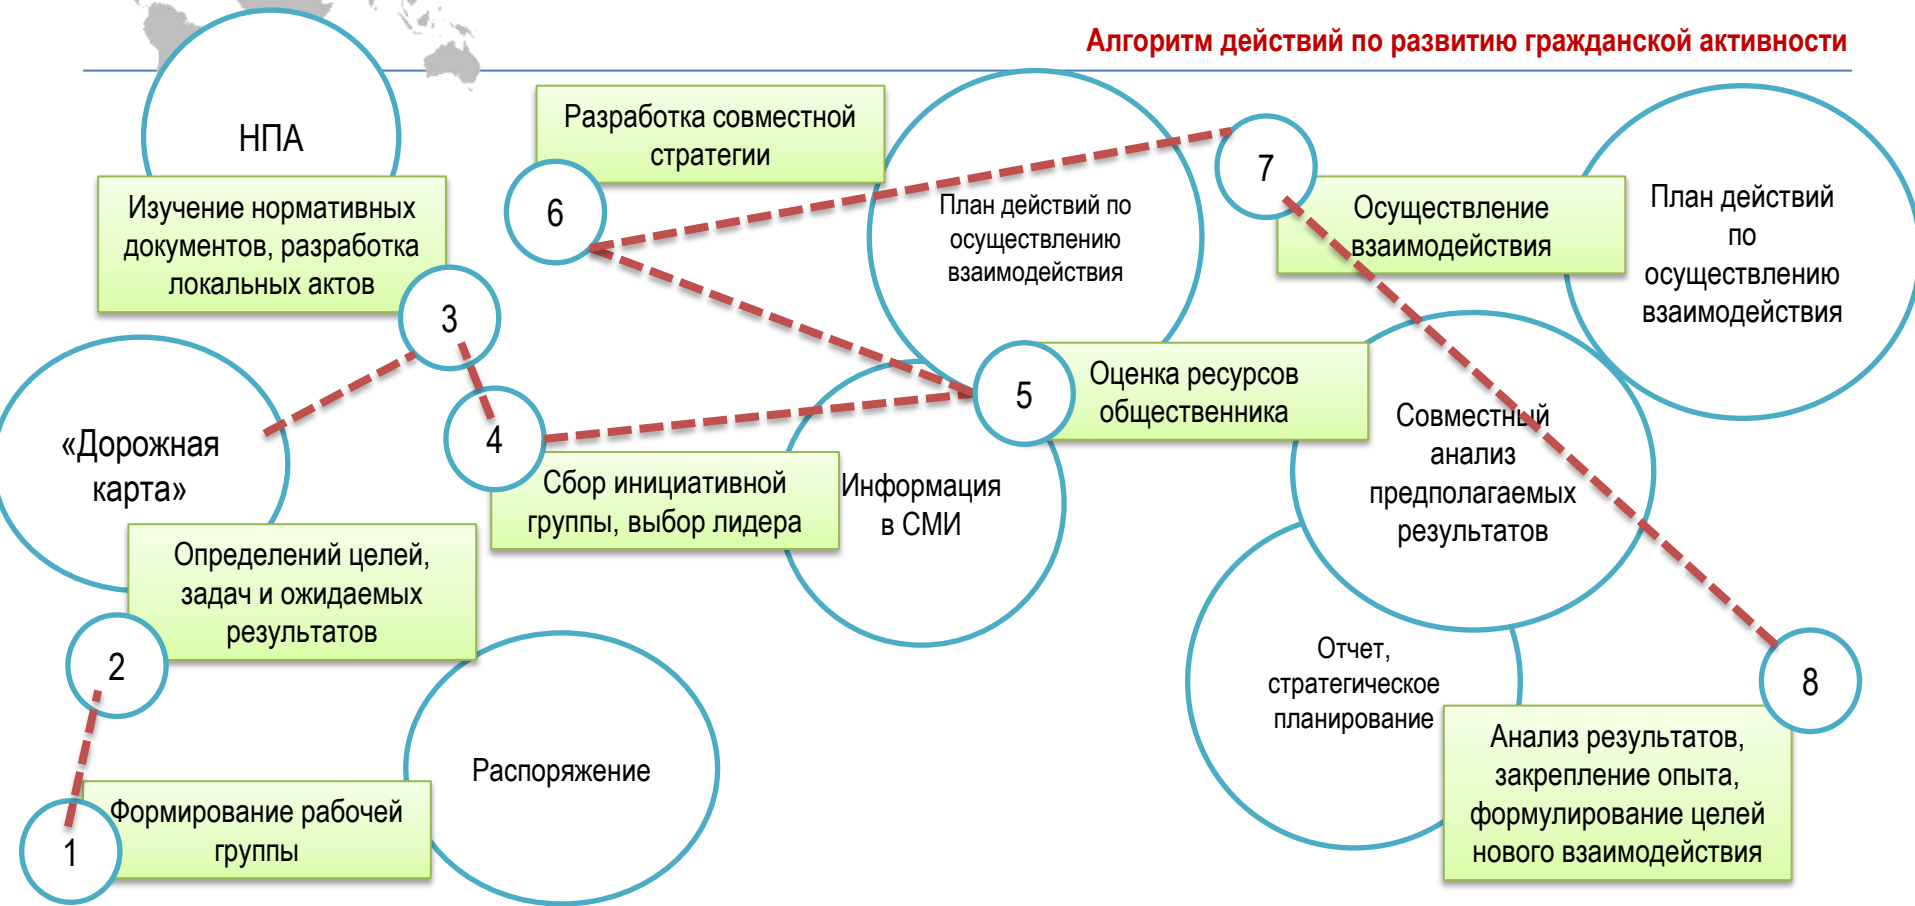 Алгоритм действий по развитию гражданской активности
НПА
Изучение нормативных
документов, разработка
локальных актов
3
«Дорожная
карта»
Определений целей,
задач и ожидаемых
результатов
2
Распоряжение
Формирование рабочей
группы
1
Разработка совместной
стратегии
6
План действий по
осуществлению
взаимодействия
4
Сбор инициативной
группы, выбор лидера
Информация
в СМИ
5
Оценка ресурсов
общественника
7
Осуществление
взаимодействия
План действий
по
осуществлению
взаимодействия
Совместный
анализ
предполагаемых
результатов
Отчет,
стратегическое
планирование
8
Анализ результатов,
закрепление опыта,
формулирование целей
нового взаимодействия